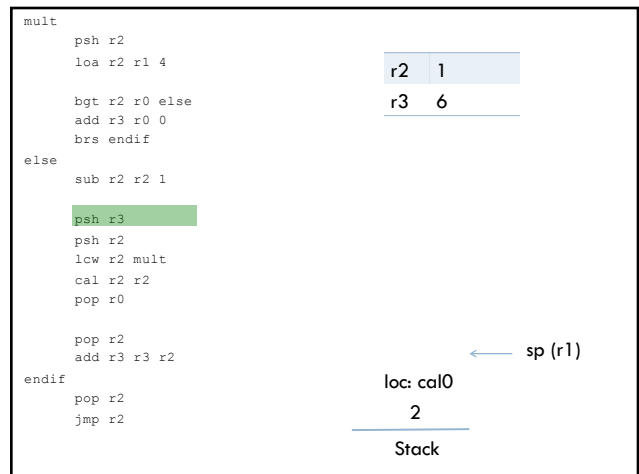 mult
psh r2
loa r2 r1 4
bgt r2 r0 else
add r3 r0 0
brs endif
else
sub r2 r2 1
psh r3
psh r2
lcw r2 mult
cal r2 r2
pop r0
pop r2
add r3 r3 r2
endif
pop r2
jmp r2
r2 1
r3 6
sp (r1)
loc: cal0
2
Stack